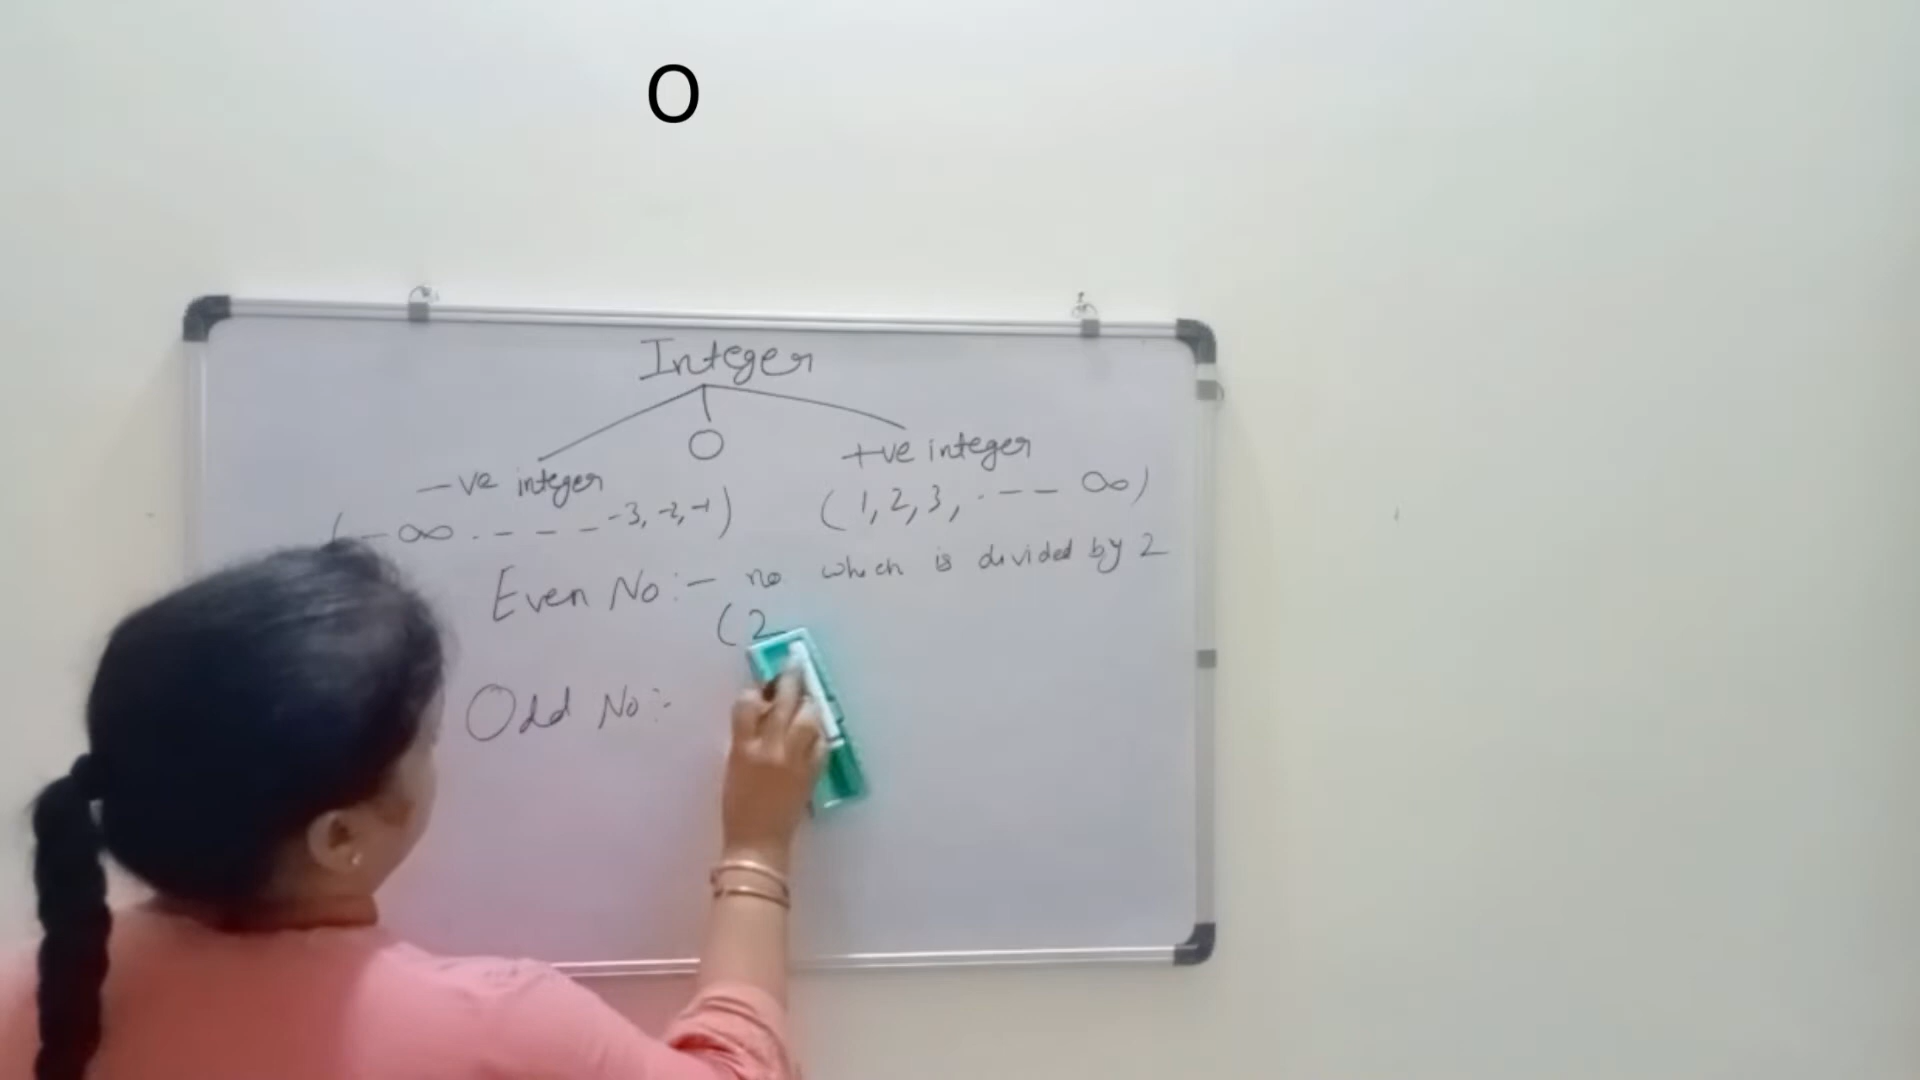 O
Integer
O
-ve integer
+ve integer
(-∞ . - - - -3, -2, -1)
(1, 2, 3, . - - ∞)
Even No:- no which is divided by 2
(2
Odd No:-